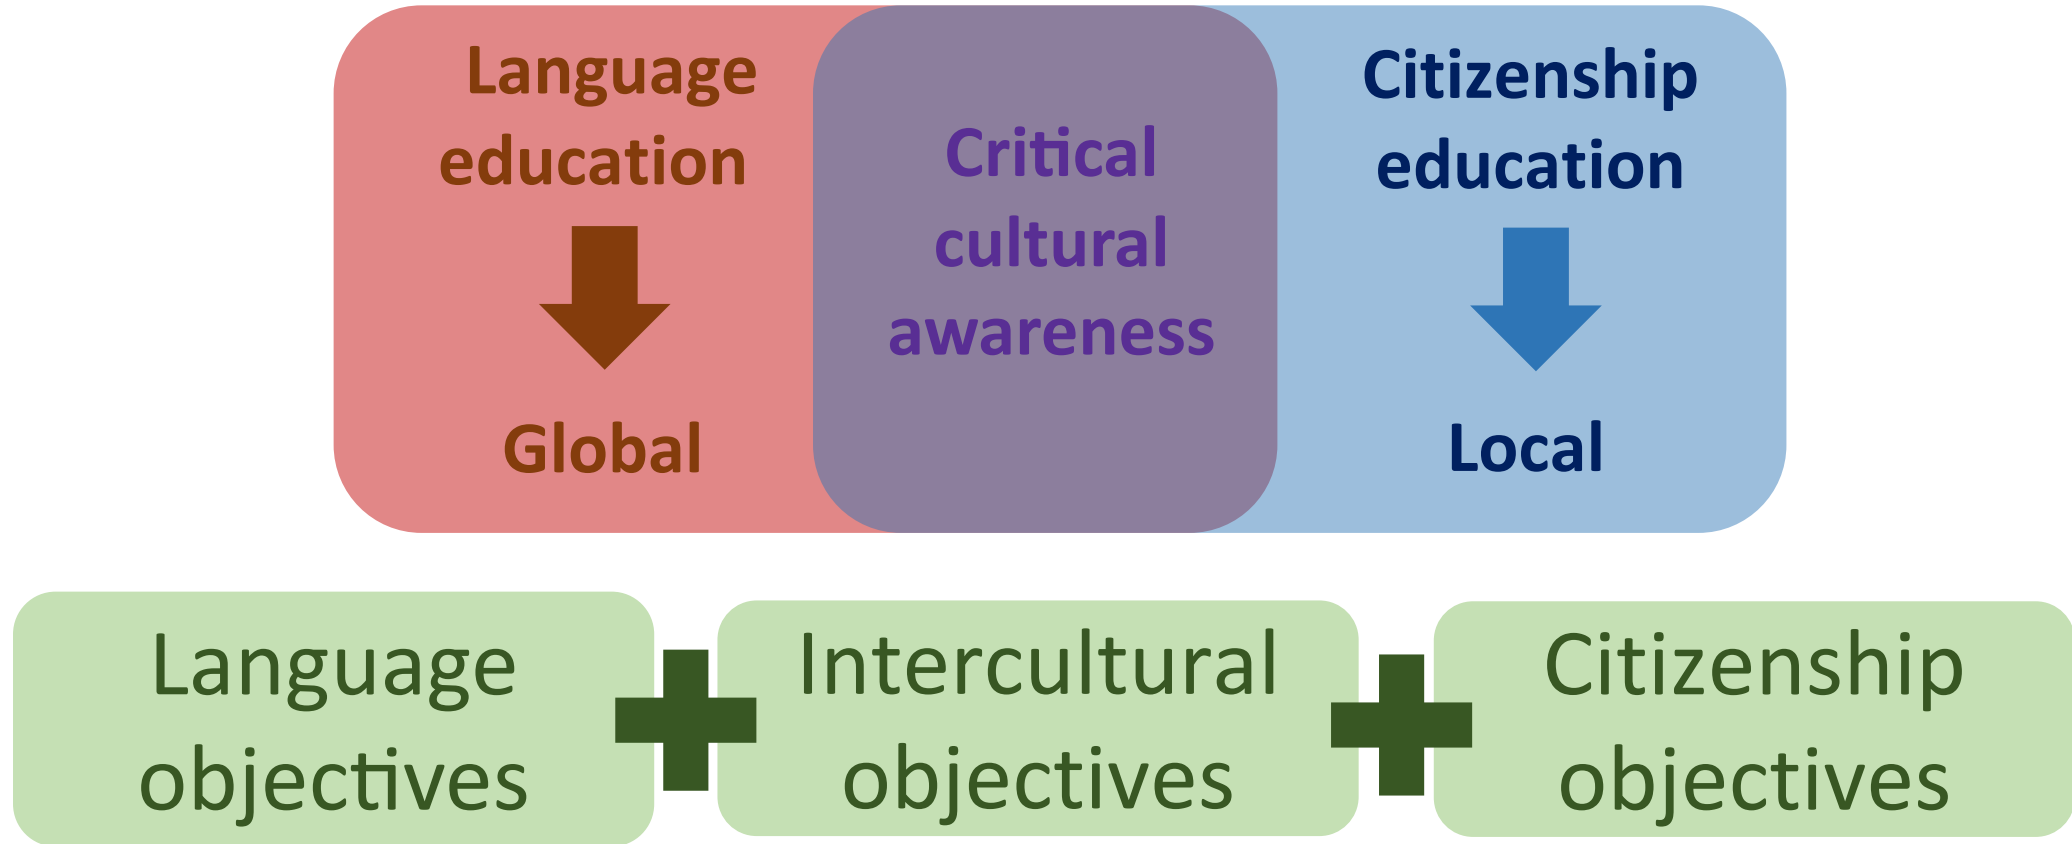 Language
education
Global
Critical
cultural
awareness
Citizenship
education
Local
Language
objectives
Intercultural
objectives
Citizenship
objectives